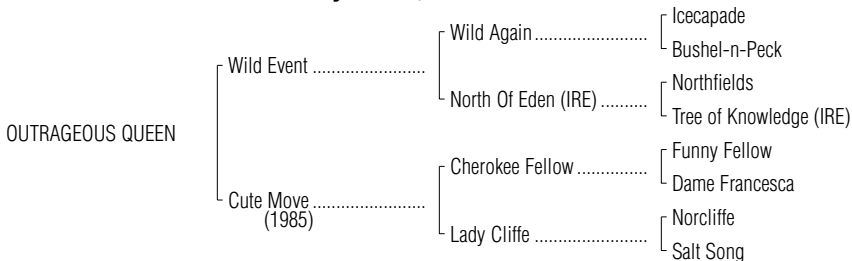 Icecapade
Wild Again
Bushel-n-Peck
Wild Event
Northfields
North Of Eden (IRE)
Tree of Knowledge (IRE)
OUTRAGEOUS QUEEN
Funny Fellow
Cherokee Fellow
Dame Francesca
Cute Move
(1985)
Norcliffe
Lady Cliffe
Salt Song